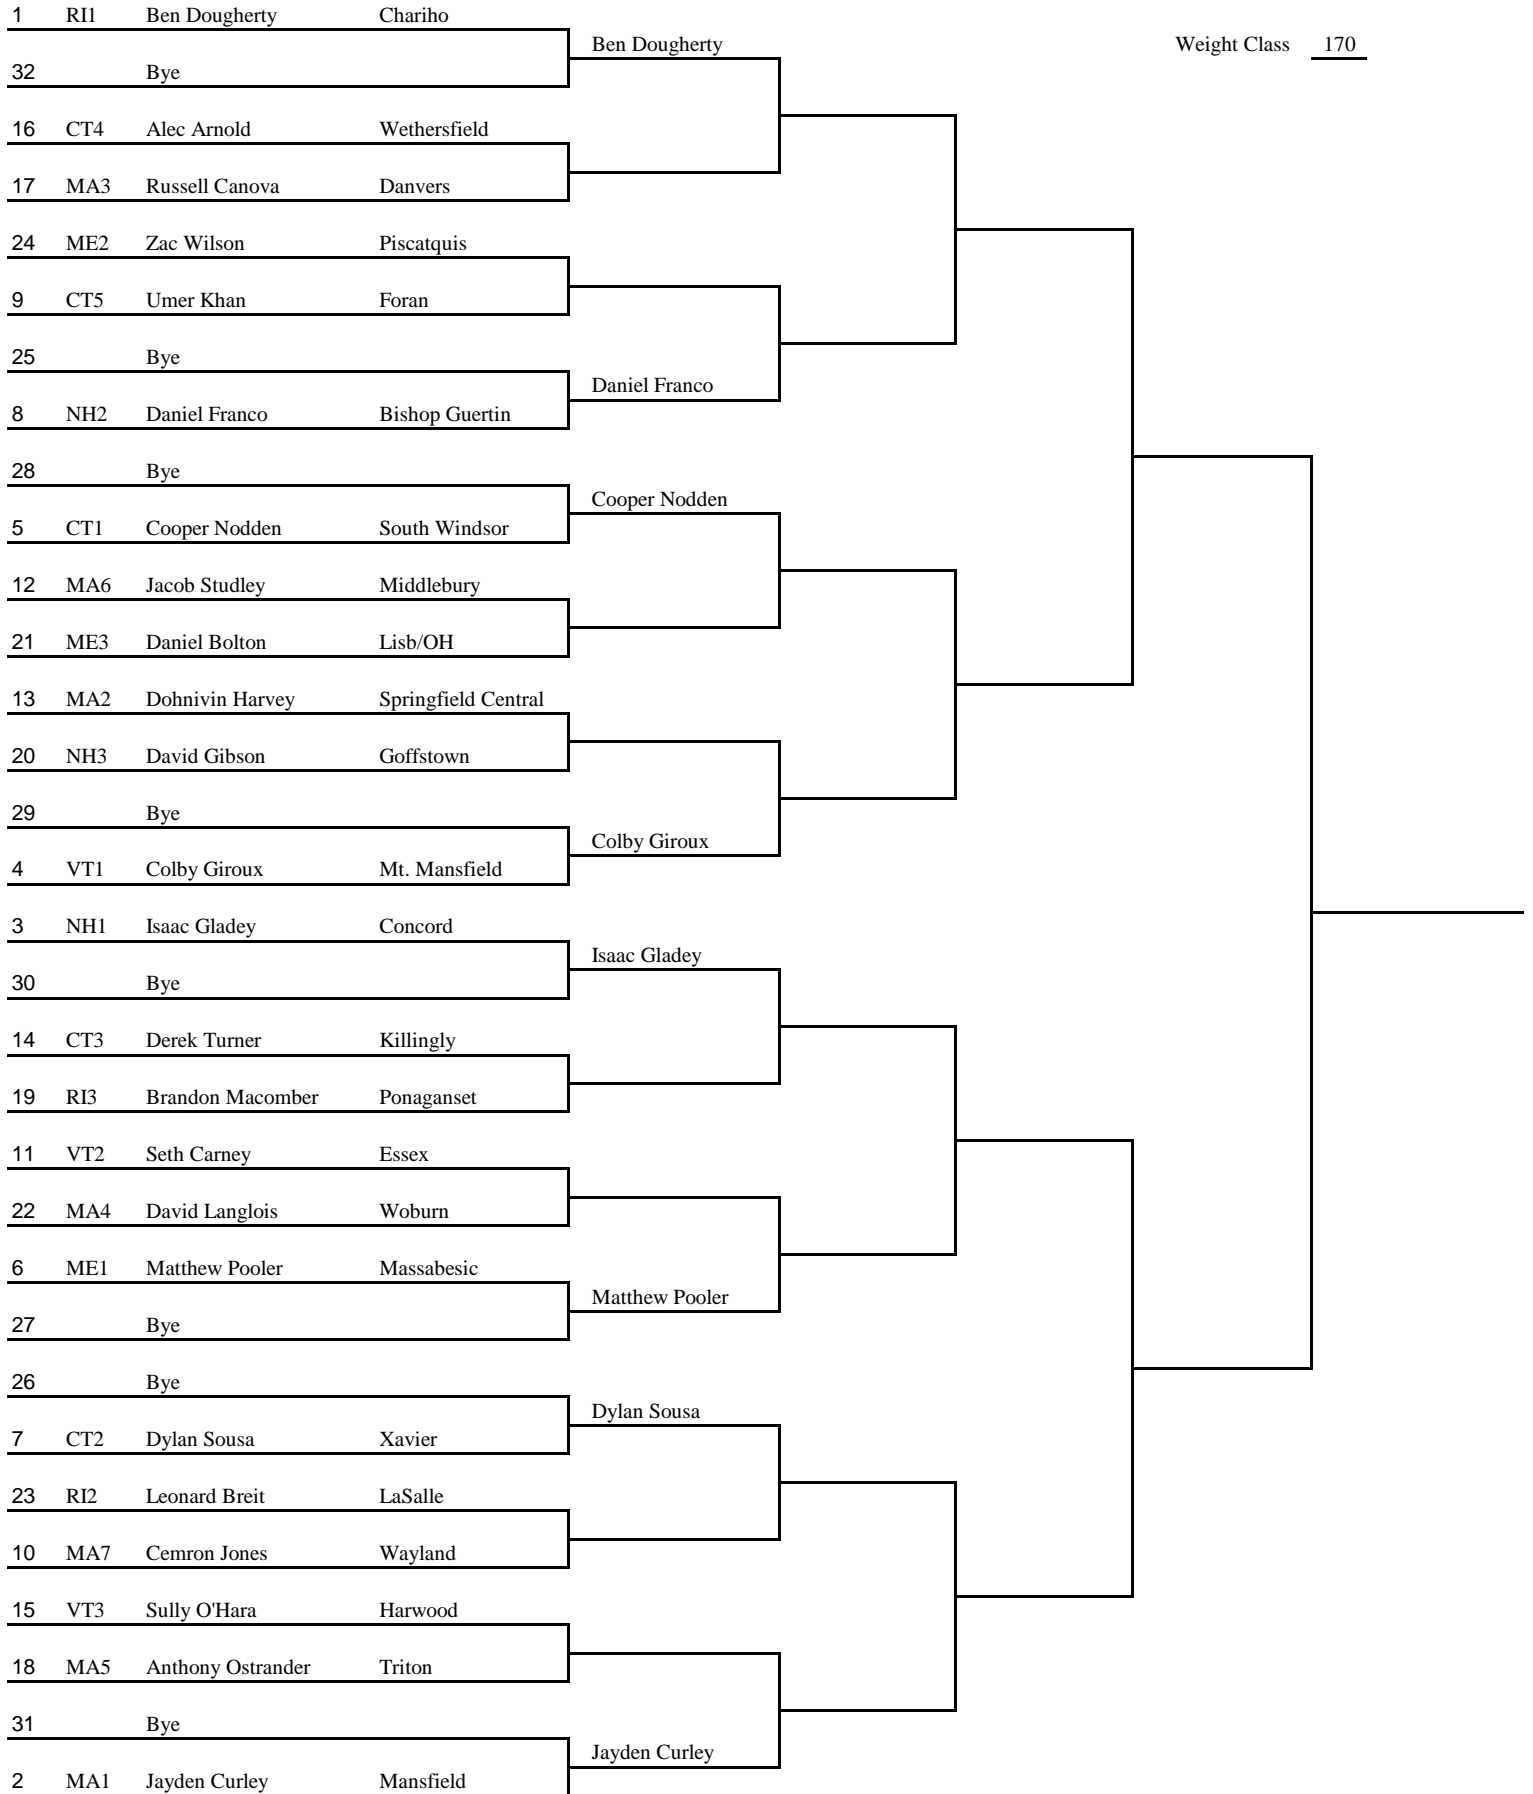 1 RI1 Ben Dougherty Chariho
Ben Dougherty Weight Class 170
32 Bye
16 CT4 Alec Arnold Wethersfield
17 MA3 Russell Canova Danvers
24 ME2 Zac Wilson Piscatquis
9 CT5 Umer Khan Foran
25 Bye
Daniel Franco
8 NH2 Daniel Franco Bishop Guertin
28 Bye
Cooper Nodden
5 CT1 Cooper Nodden South Windsor
12 MA6 Jacob Studley Middlebury
21 ME3 Daniel Bolton Lisb/OH
13 MA2 Dohnivin Harvey Springfield Central
20 NH3 David Gibson Goffstown
29 Bye
Colby Giroux
4 VT1 Colby Giroux Mt. Mansfield
3 NH1 Isaac Gladey Concord
Isaac Gladey
30 Bye
14 CT3 Derek Turner Killingly
19 RI3 Brandon Macomber Ponaganset
11 VT2 Seth Carney Essex
22 MA4 David Langlois Woburn
6 ME1 Matthew Pooler Massabesic
Matthew Pooler
27 Bye
26 Bye
Dylan Sousa
7 CT2 Dylan Sousa Xavier
23 RI2 Leonard Breit LaSalle
10 MA7 Cemron Jones Wayland
15 VT3 Sully O'Hara Harwood
18 MA5 Anthony Ostrander Triton
31 Bye
Jayden Curley
2 MA1 Jayden Curley Mansfield